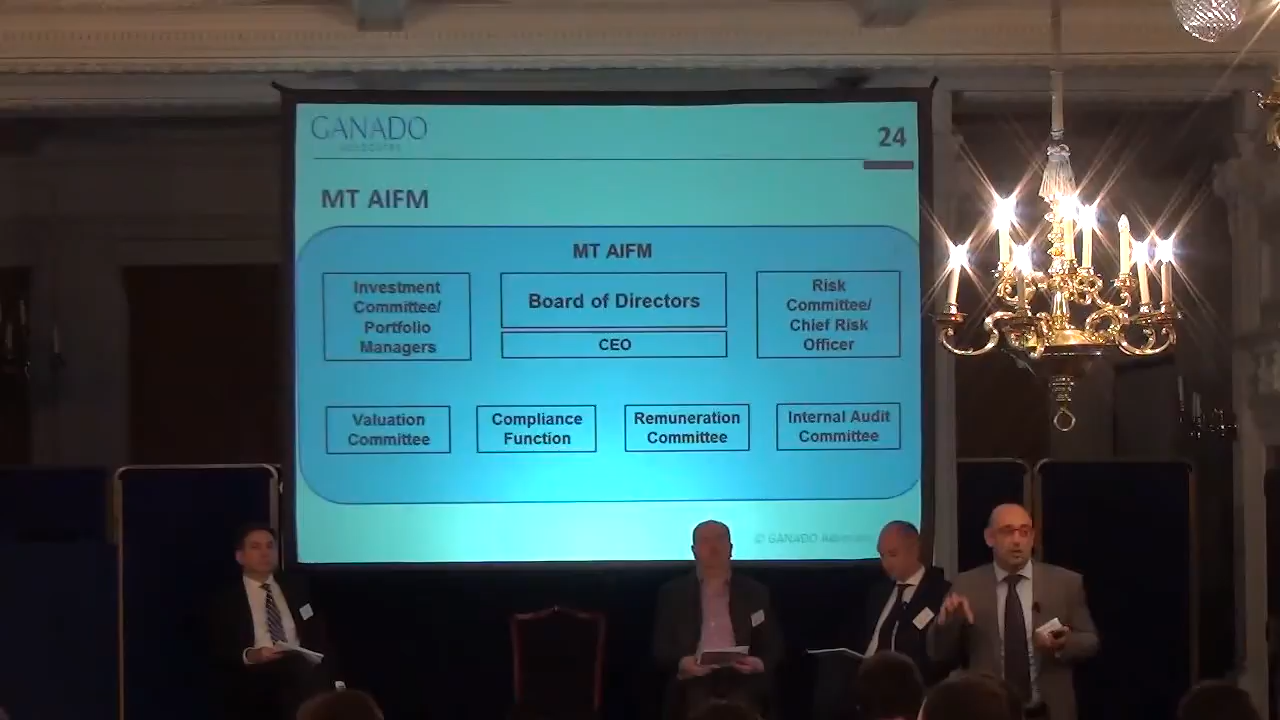 GANADO
24
MT AIFM
MT AIFM
Investment
Committee/
Portfolio
Managers
Board of Directors
CEO
Risk
Committee/
Chief Risk
Officer
Valuation
Committee
Compliance
Function
Remuneration
Committee
Internal Audit
Committee
© GANADO